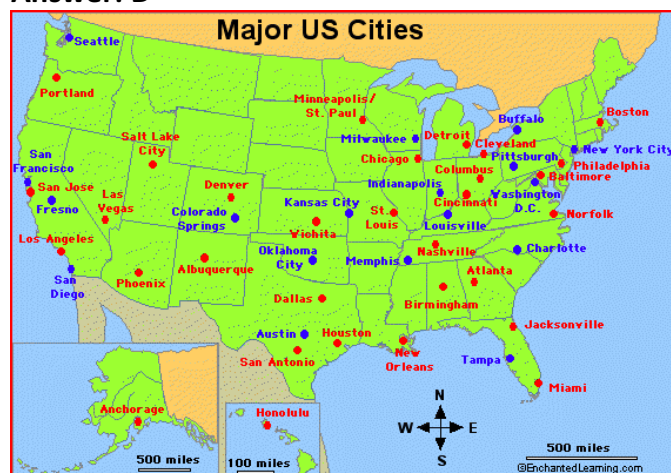 Major US Cities
Seattle
Portland
Minneapolis/
St. Paul
Buffalo
Boston
Milwaukee
Detroit
Cleveland
New York City
Salt Lake
City
Chicago
Columbus
Pittsburgh
Philadelphia
Baltimore
San
Francisco
San Jose
Fresno
Las
Vegas
Denver
Colorado
Springs
Kansas City
Indianapolis
Cincinnati
Washington
D.C.
St.
Louis
Louisville
Norfolk
Wichita
Los Angeles
San
Diego
Phoenix
Albuquerque
Oklahoma
City
Memphis
Nashville
Charlotte
Atlanta
Birmingham
Dallas
Austin
Houston
San Antonio
New
Orleans
Jacksonville
Tampa
Miami
Anchorage
500 miles
Honolulu
100 miles
N
W
E
S
500 miles
©EnchantedLearning.com